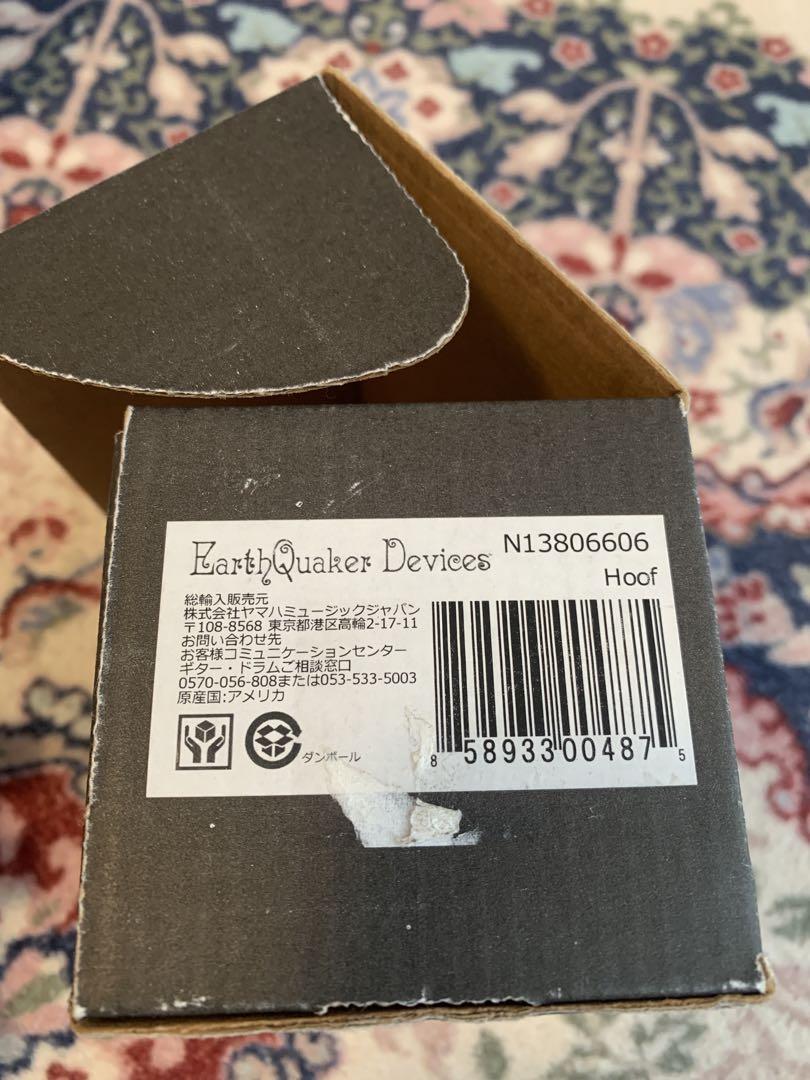 EarthQuaker Devices
N13806606
Hoof
総輸入販売元
株式会社ヤマハミュージックジャパン
〒108-8568 東京都港区高輪2-17-11
お問い合わせ先
お客様コミュニケーションセンター
ギター・ドラムご相談窓口
0570-056-808または053-533-5003
原産国:アメリカ
ダンボール
8 58933 00487 5